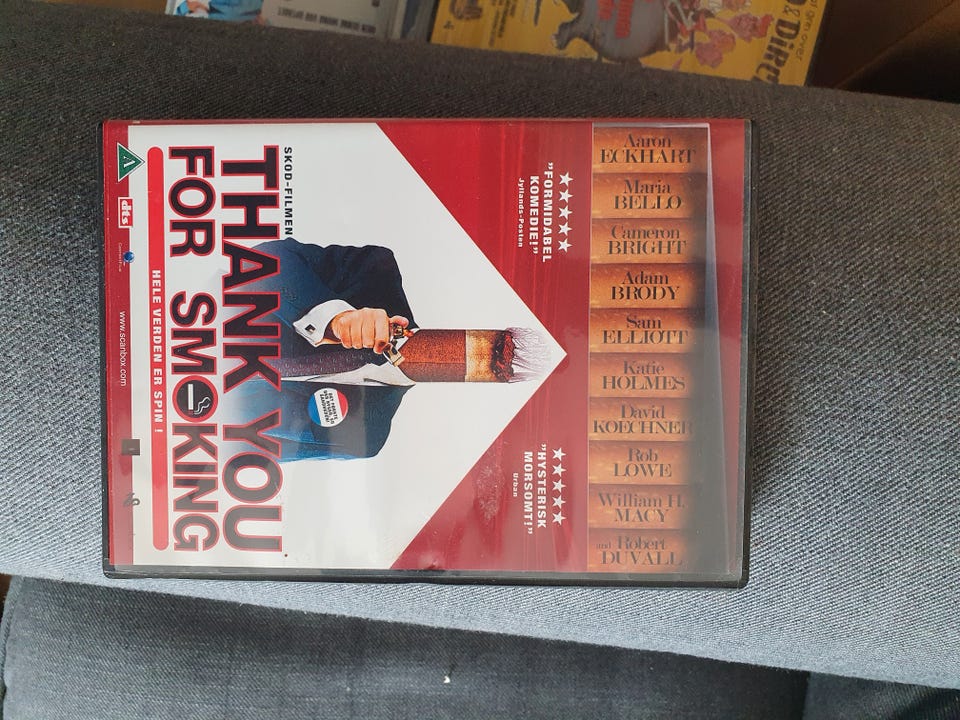 Aaron
ECKHART
Maria
BELLO
Cameron
BRIGHT
Adam
BRODY
Sam
ELLIOTT
Katie
HOLMES
David
KOECHNER
Rob
LOWE
William H.
MACY
and Robert
DUVALL
★★★★★
"FORMIDABEL
KOMEDIE!"
Jyllands-Posten
★★★★★
"HYSTERISK
MORSOMT!"
Urban
SKOD-FILMEN
THANK YOU
FOR SMOKING
HELE VERDEN ER SPIN !
A
dts
www.scanbox.com